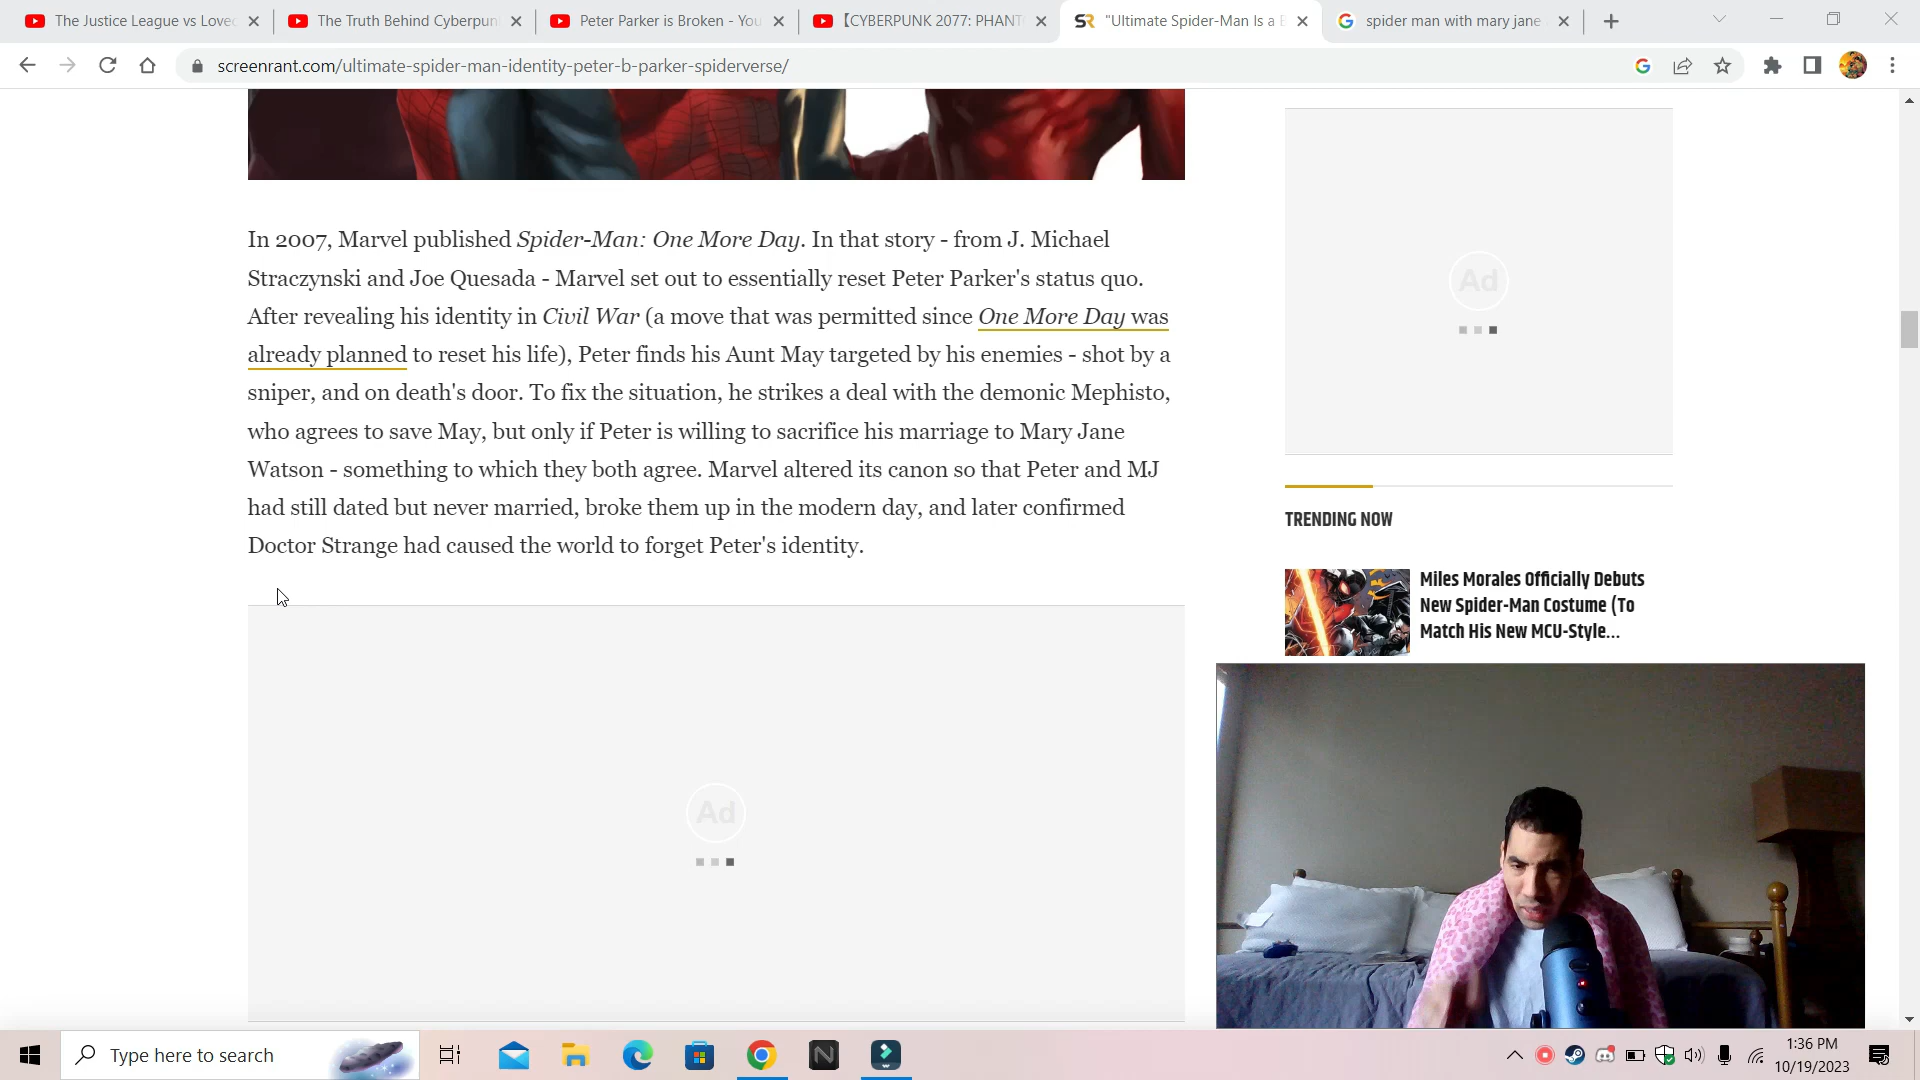 The Justice League vs Lovec
The Truth Behind Cyberpun
Peter Parker is Broken - You
【CYBERPUNK 2077: PHANT
"Ultimate Spider-Man Is a B
spider man with mary jane
screenrant.com/ultimate-spider-man-identity-peter-b-parker-spiderverse/
In 2007, Marvel published Spider-Man: One More Day. In that story - from J. Michael
Straczynski and Joe Quesada - Marvel set out to essentially reset Peter Parker's status quo.
After revealing his identity in Civil War (a move that was permitted since One More Day was
already planned to reset his life), Peter finds his Aunt May targeted by his enemies - shot by a
sniper, and on death's door. To fix the situation, he strikes a deal with the demonic Mephisto,
who agrees to save May, but only if Peter is willing to sacrifice his marriage to Mary Jane
Watson - something to which they both agree. Marvel altered its canon so that Peter and MJ
had still dated but never married, broke them up in the modern day, and later confirmed
Doctor Strange had caused the world to forget Peter's identity.
Ad
Ad
TRENDING NOW
Miles Morales Officially Debuts
New Spider-Man Costume (To
Match His New MCU-Style...
Type here to search
1:36 PM
10/19/2023